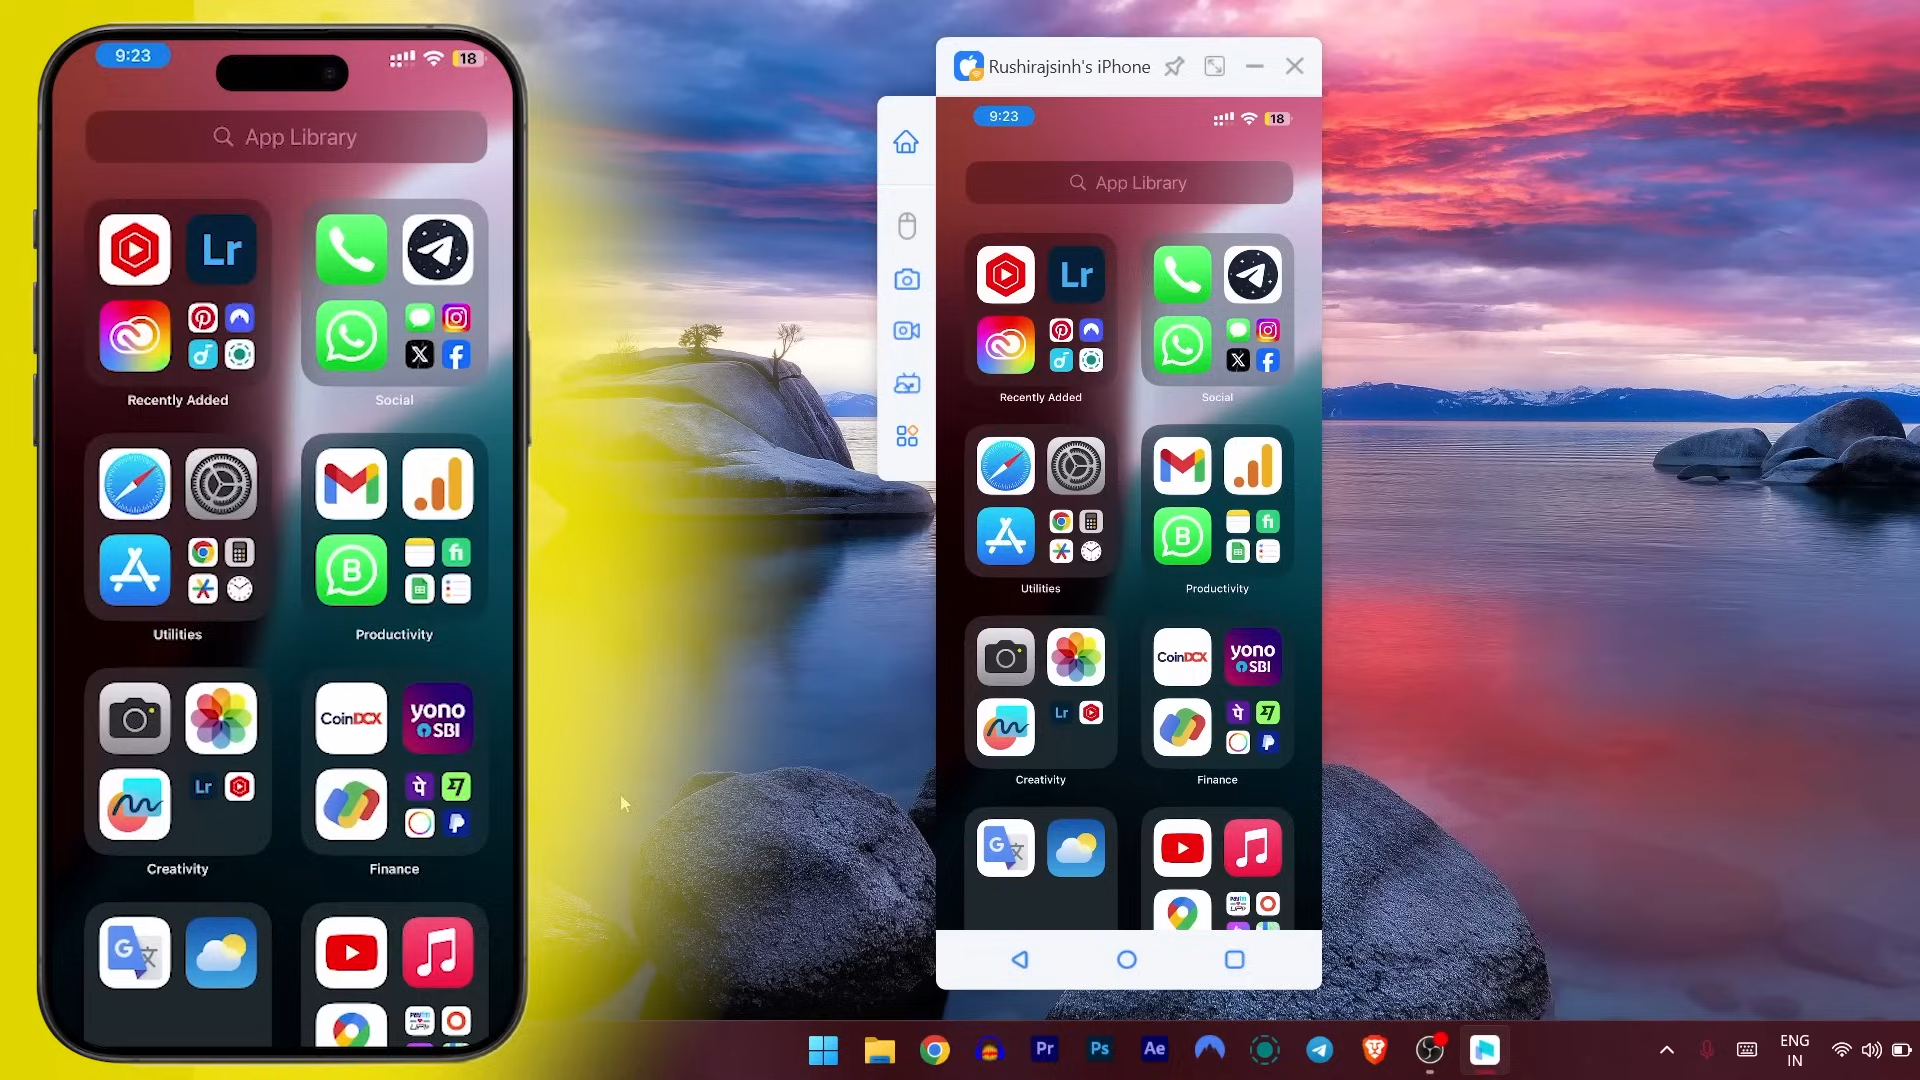 9:23
18
App Library
Lr
Recently Added
Social
B
Utilities
Productivity
CoinDCX
yono
SBI
Lr
पे
Creativity
Finance
G
Rushirajsinh's iPhone
9:23
18
App Library
Lr
Recently Added
Social
B
Utilities
Productivity
CoinDCX
yono
SBI
Lr
पे
Creativity
Finance
G
Pr
Ps
Ae
ENG
IN